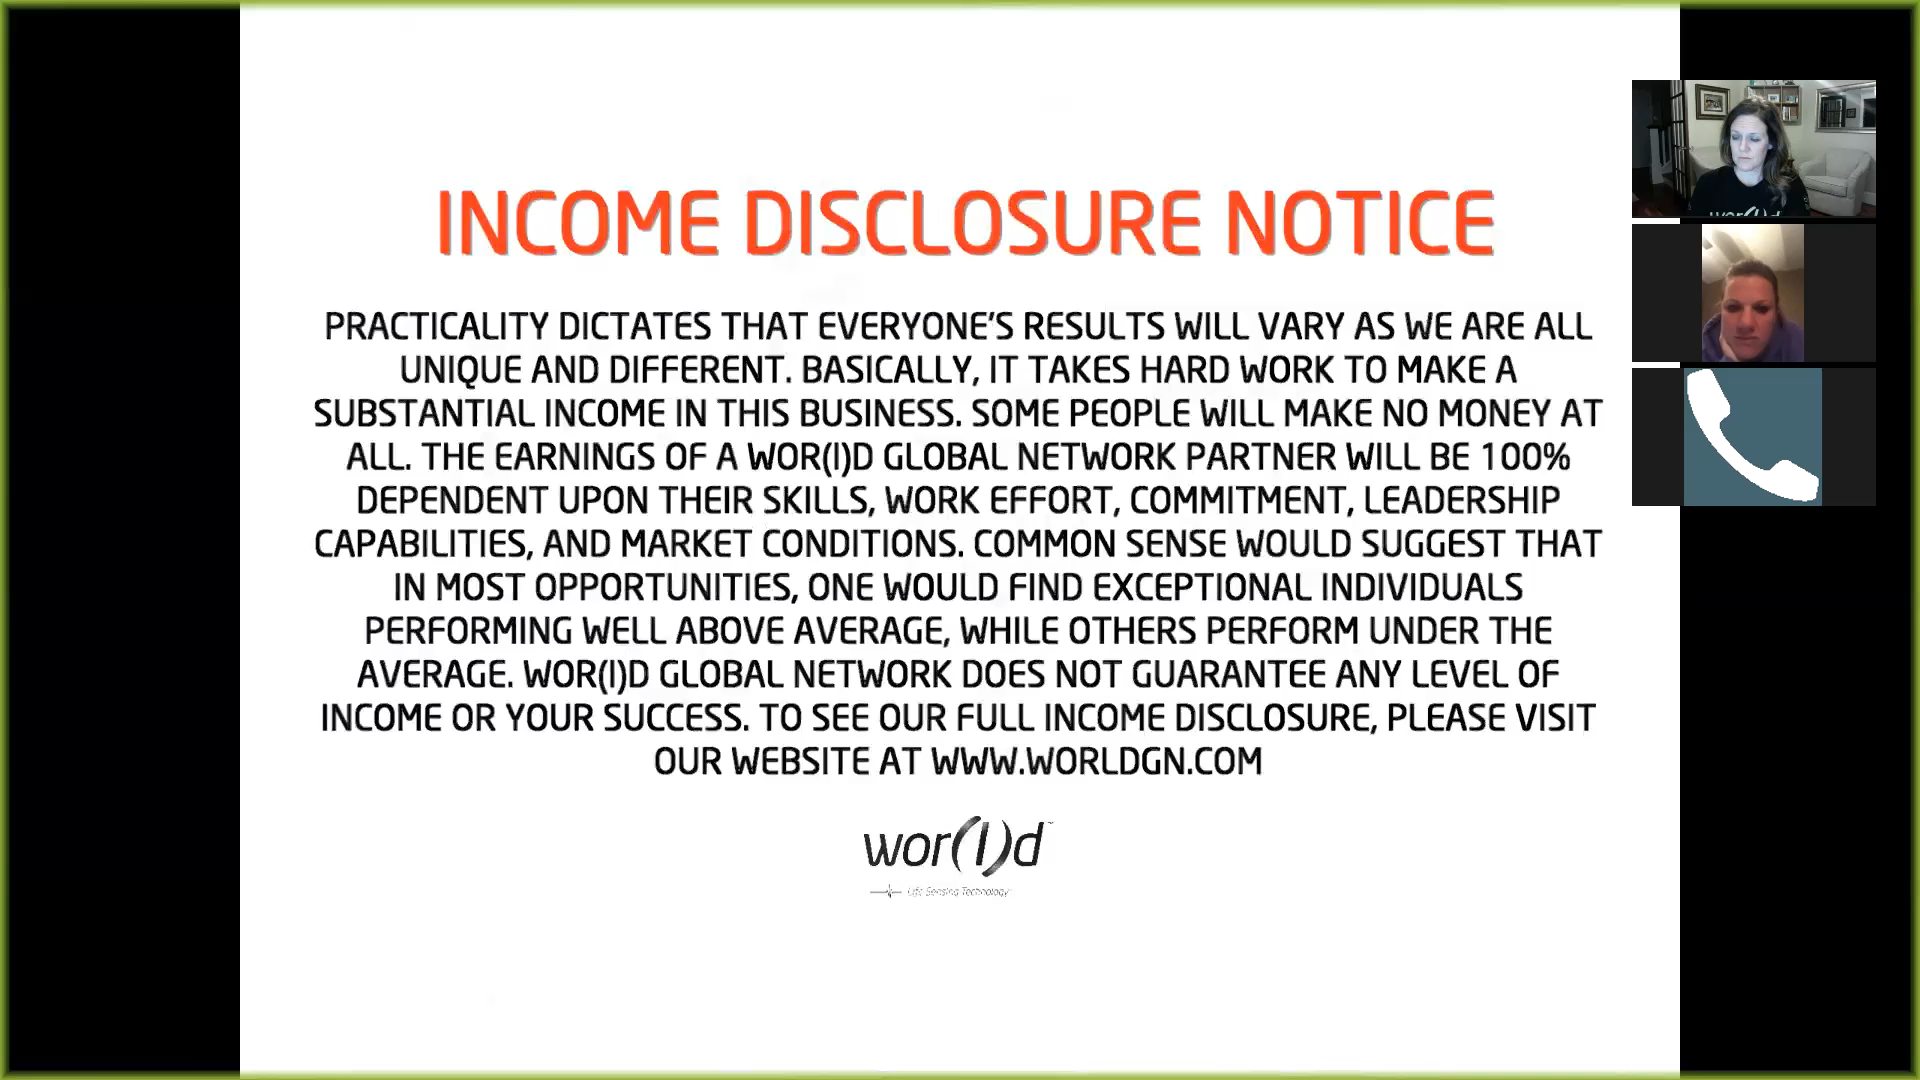 INCOME DISCLOSURE NOTICE
PRACTICALITY DICTATES THAT EVERYONE'S RESULTS WILL VARY AS WE ARE ALL
UNIQUE AND DIFFERENT. BASICALLY, IT TAKES HARD WORK TO MAKE A
SUBSTANTIAL INCOME IN THIS BUSINESS. SOME PEOPLE WILL MAKE NO MONEY AT
ALL. THE EARNINGS OF A WOR(I)D GLOBAL NETWORK PARTNER WILL BE 100%
DEPENDENT UPON THEIR SKILLS, WORK EFFORT, COMMITMENT, LEADERSHIP
CAPABILITIES, AND MARKET CONDITIONS. COMMON SENSE WOULD SUGGEST THAT
IN MOST OPPORTUNITIES, ONE WOULD FIND EXCEPTIONAL INDIVIDUALS
PERFORMING WELL ABOVE AVERAGE, WHILE OTHERS PERFORM UNDER THE
AVERAGE. WOR(I)D GLOBAL NETWORK DOES NOT GUARANTEE ANY LEVEL OF
INCOME OR YOUR SUCCESS. TO SEE OUR FULL INCOME DISCLOSURE, PLEASE VISIT
OUR WEBSITE AT WWW.WORLDGN.COM
wor(l)d
Life Sensing Technology
wor(l)d